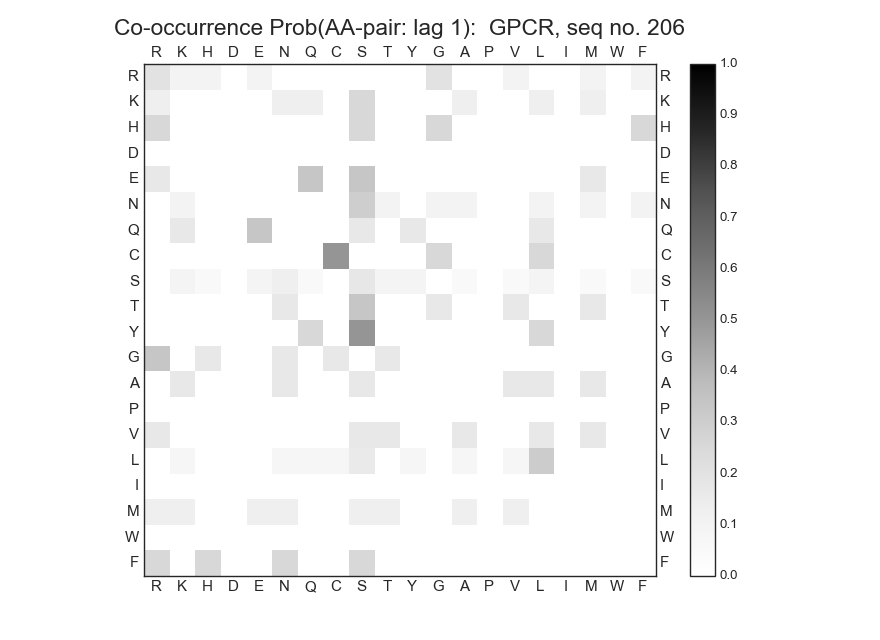 Co-occurrence Prob(AA-pair: lag 1):  GPCR, seq no. 206
R K H D E N Q C S T Y G A P V L I M W F
R R 1.0
K K 0.9
H H 0.8
D D
E E 0.7
N N
Q Q 0.6
C C
S S 0.5
T T
Y Y 0.4
G G
A A 0.3
P P
V V 0.2
L L
I I 0.1
M M
W W
F F 0.0
R K H D E N Q C S T Y G A P V L I M W F